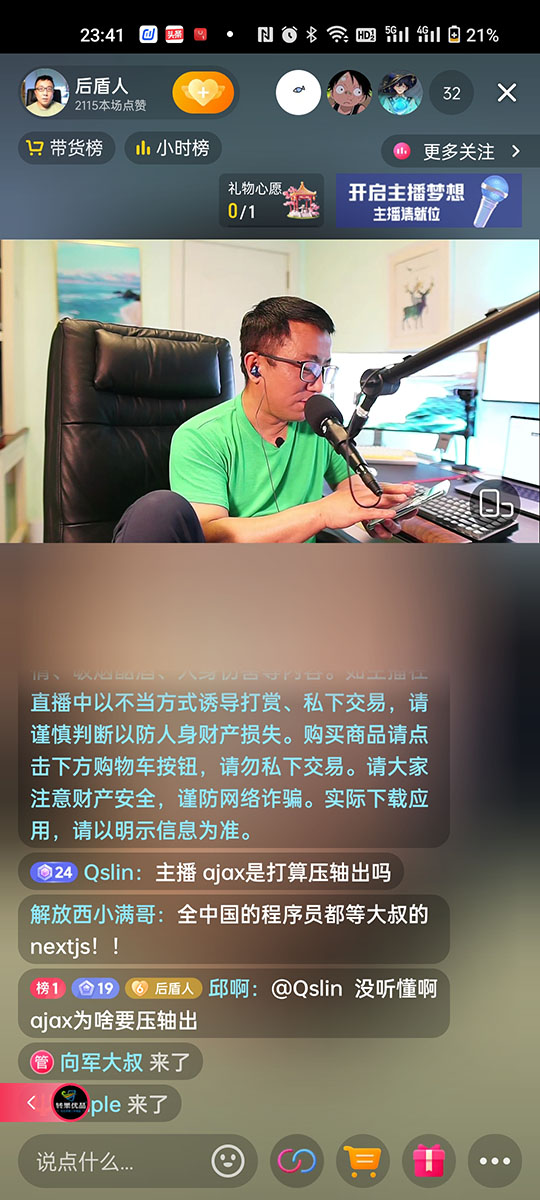 23:41
头条
N
HD
5G
4G
21%
后盾人
2115本场点赞
32
带货榜
小时榜
更多关注
礼物心愿
0/1
开启主播梦想
主播请就位
直播中以不当方式诱导打赏、私下交易，请
谨慎判断以防人身财产损失。购买商品请点
击下方购物车按钮，请勿私下交易。请大家
注意财产安全，谨防网络诈骗。实际下载应
用，请以明示信息为准。
24 Qslin：主播 ajax是打算压轴出吗
解放西小满哥：全中国的程序员都等大叔的
nextjs！！
榜1 19 6 后盾人 邱啊：@Qslin 没听懂啊
ajax为啥要压轴出
管 向军大叔 来了
转果优品
ple 来了
说点什么...